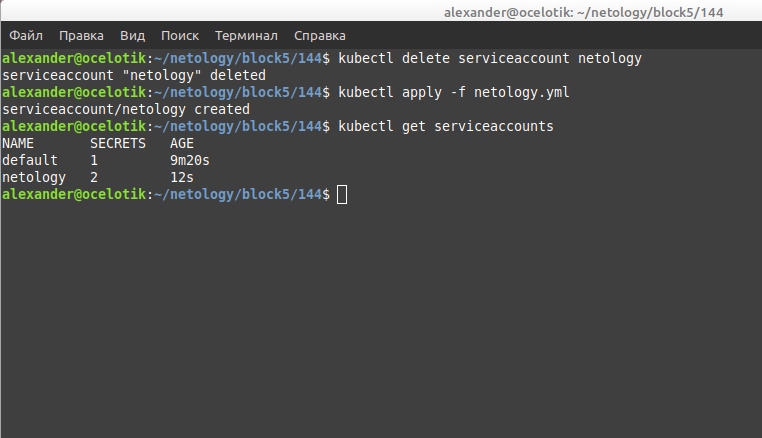 alexander@ocelotik: ~/netology/block5/144
Файл Правка Вид Поиск Терминал Справка
alexander@ocelotik:~/netology/block5/144$ kubectl delete serviceaccount netology
serviceaccount "netology" deleted
alexander@ocelotik:~/netology/block5/144$ kubectl apply -f netology.yml
serviceaccount/netology created
alexander@ocelotik:~/netology/block5/144$ kubectl get serviceaccounts
NAME       SECRETS   AGE
default    1         9m20s
netology   2         12s
alexander@ocelotik:~/netology/block5/144$